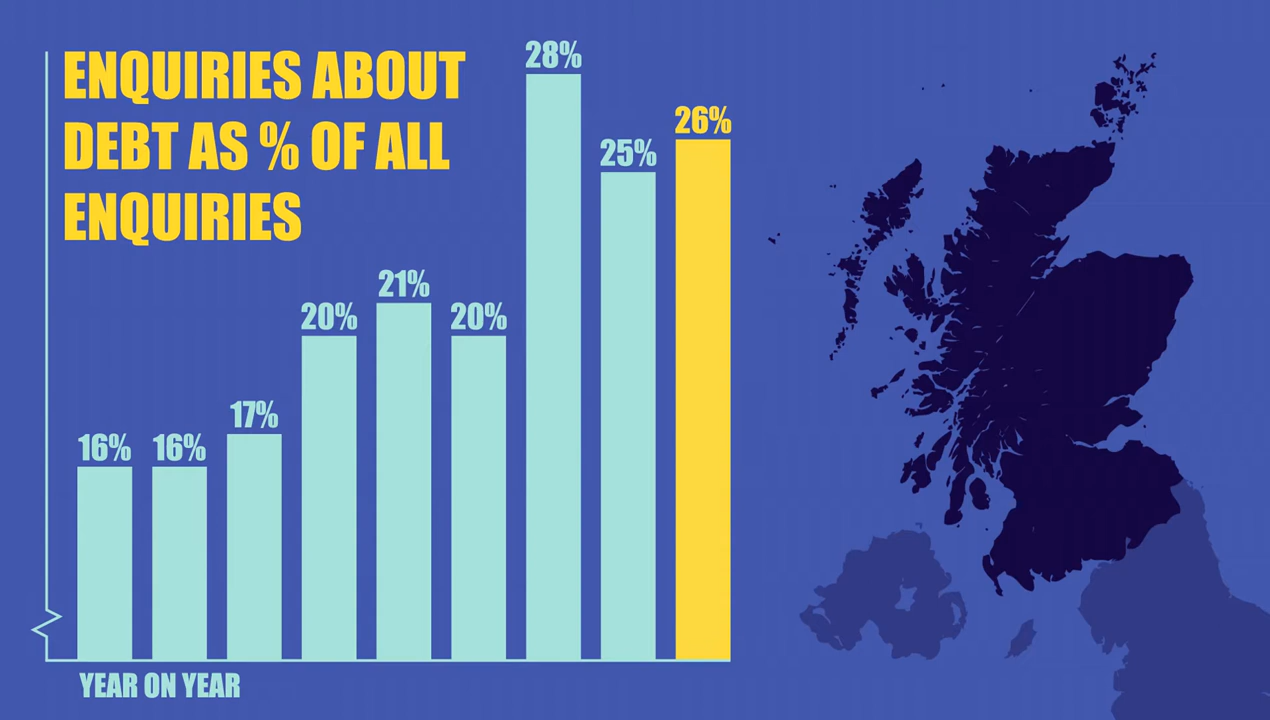 ENQUIRIES ABOUT
DEBT AS % OF ALL
ENQUIRIES
16%
16%
17%
20%
21%
20%
28%
25%
26%
YEAR ON YEAR